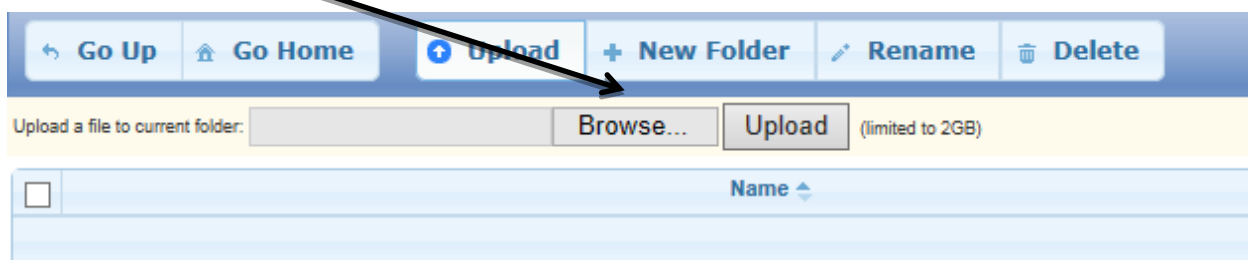 Go Up Go Home Upload New Folder Rename Delete
Upload a file to current folder: Browse... Upload (limited to 2GB)
Name